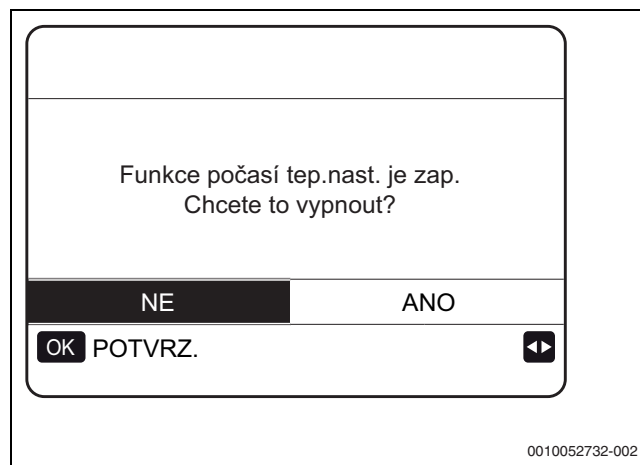 Funkce počasí tep.nast. je zap.
Chcete to vypnout?
NE ANO
OK POTVRZ.
0010052732-002